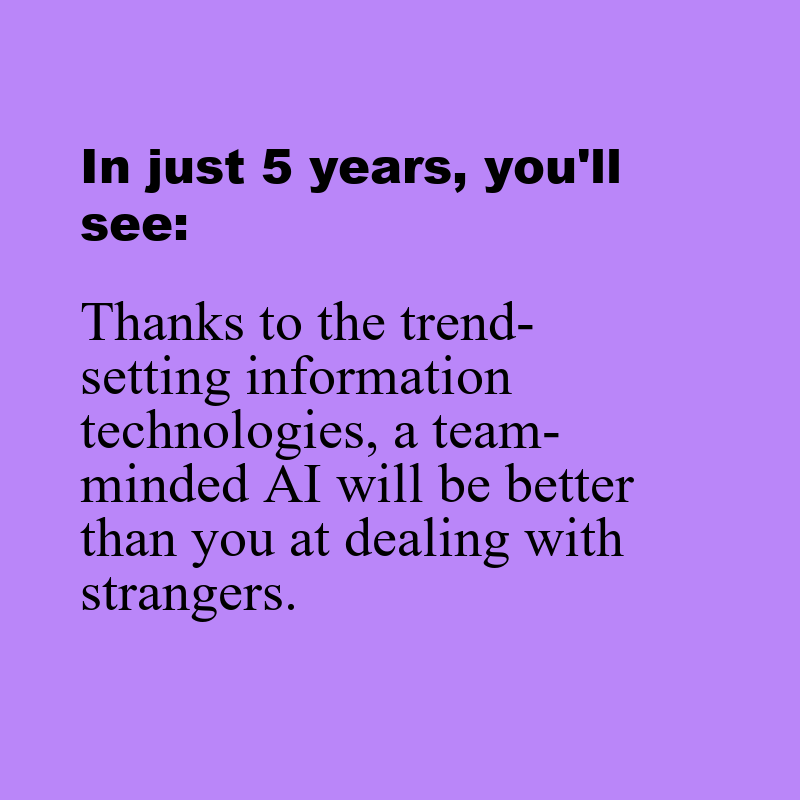 In just 5 years, you'll
see:
Thanks to the trend-
setting information
technologies, a team-
minded AI will be better
than you at dealing with
strangers.